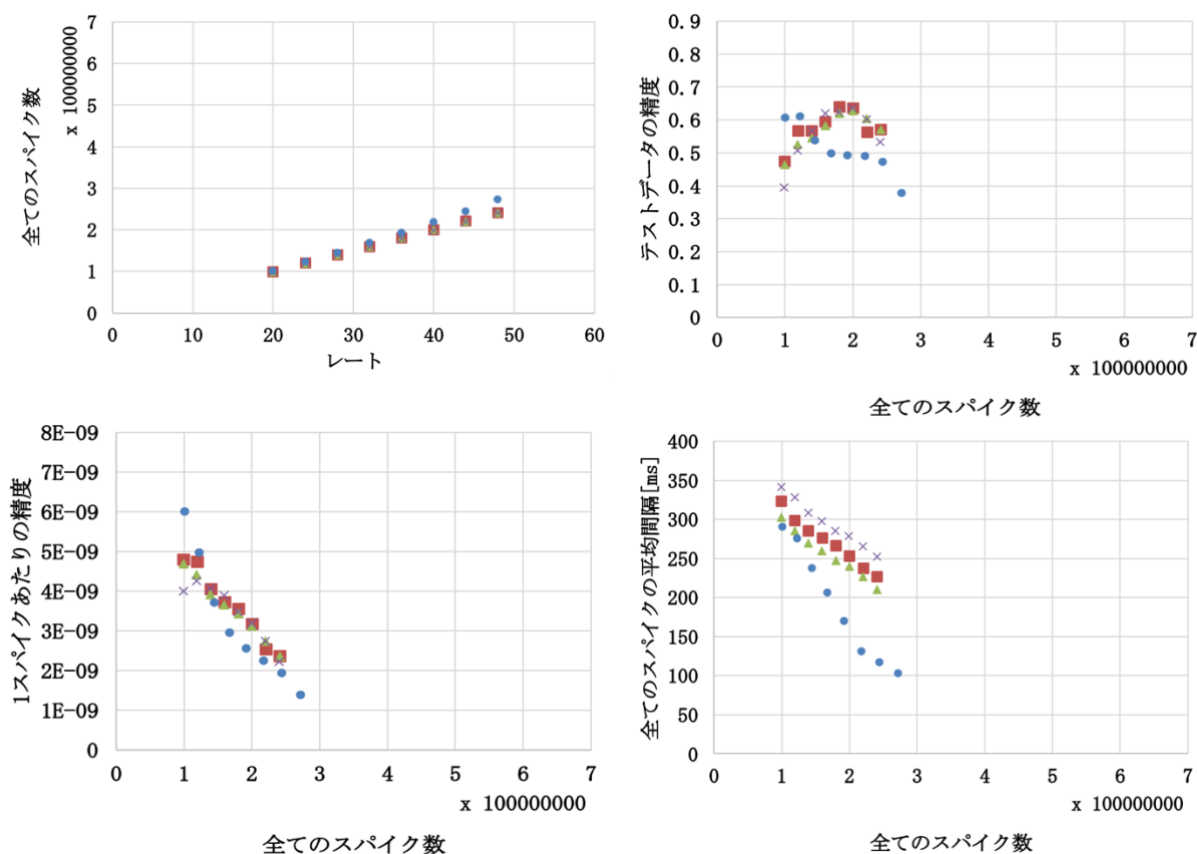 全てのスパイク数
x 100000000
7
6
5
4
3
2
1
0
0 10 20 30 40 50 60
レート
テストデータの精度
0.9
0.8
0.7
0.6
0.5
0.4
0.3
0.2
0.1
0
0 1 2 3 4 5 6 7
x 100000000
全てのスパイク数
1スパイクあたりの精度
8E-09
7E-09
6E-09
5E-09
4E-09
3E-09
2E-09
1E-09
0
0 1 2 3 4 5 6 7
x 100000000
全てのスパイク数
全てのスパイクの平均間隔[ms]
400
350
300
250
200
150
100
50
0
0 1 2 3 4 5 6 7
x 100000000
全てのスパイク数